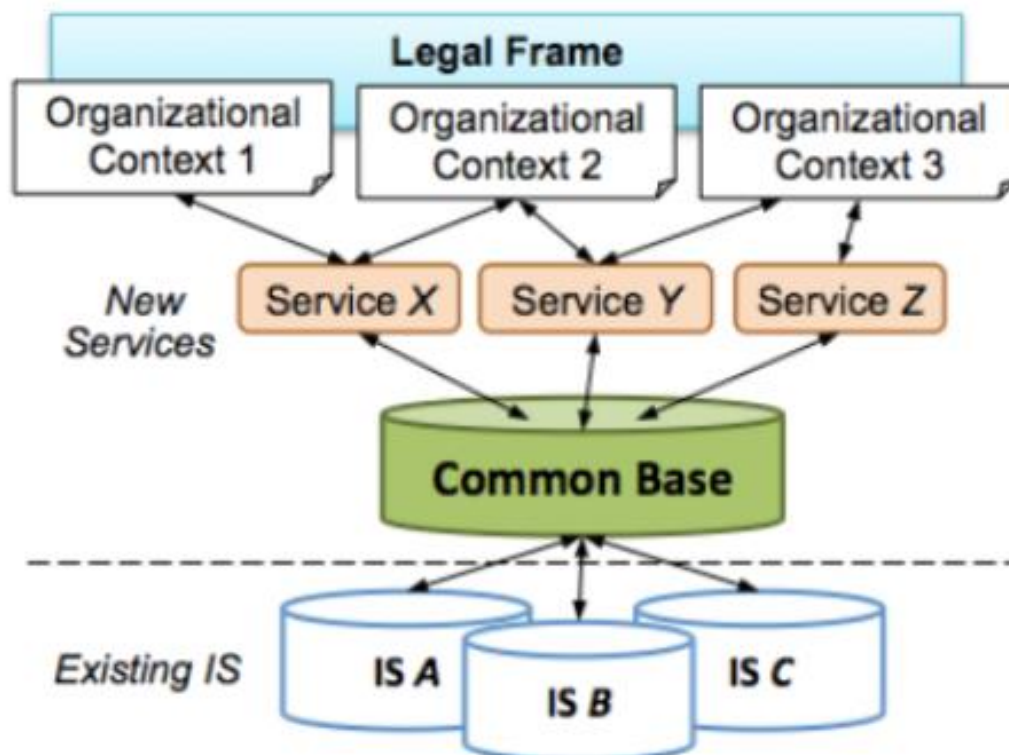 Legal Frame
Organizational
Context 1
Organizational
Context 2
Organizational
Context 3
New
Services
Service X
Service Y
Service Z
Common Base
Existing IS
IS A
IS B
IS C